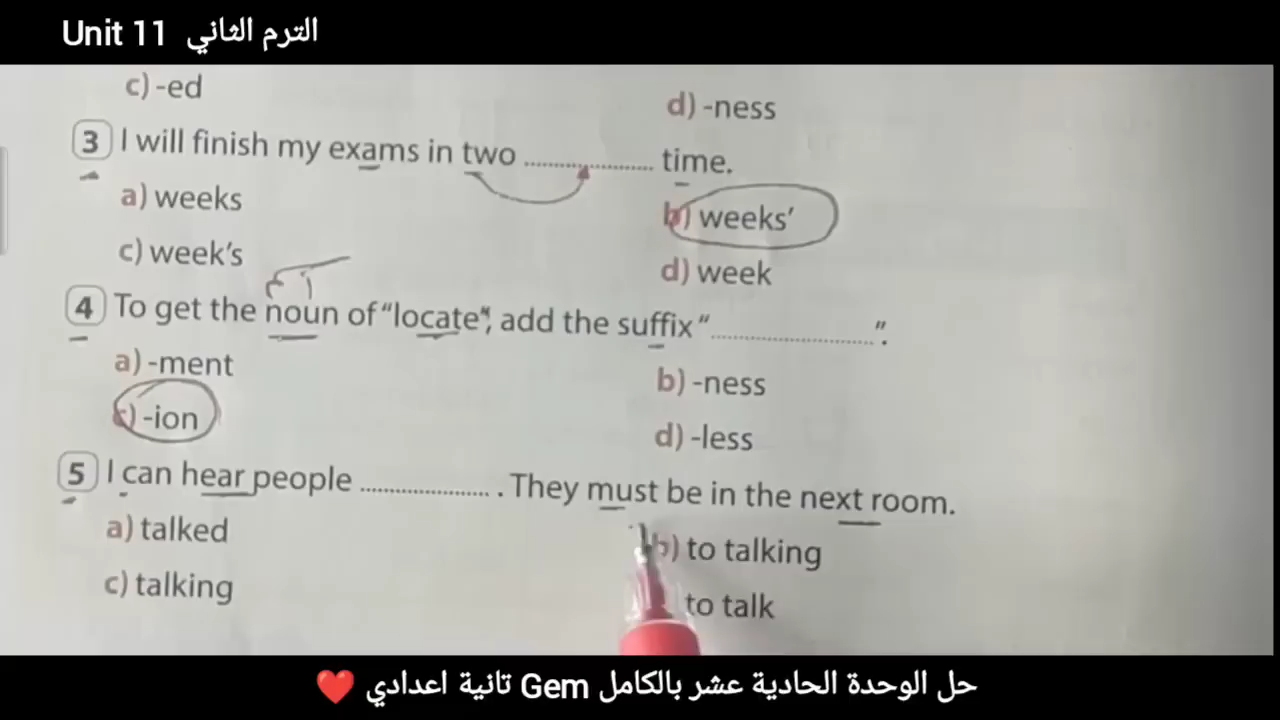 Unit 11 الترم الثاني
c) -ed
d) -ness
3 I will finish my exams in two .................... time.
a) weeks
b) weeks'
c) week's
d) week
4 To get the noun of "locate", add the suffix "....................".
a) -ment
b) -ness
c) -ion
d) -less
5 I can hear people .................... . They must be in the next room.
a) talked
b) to talking
c) talking
to talk
حل الوحدة الحادية عشر بالكامل Gem تانية اعدادي ❤️